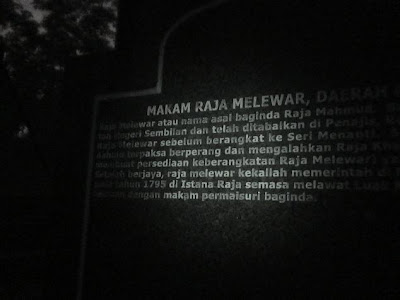 MAKAM RAJA MELEWAR, DAERAH
Raja Melewar atau nama asal baginda Raja Mahmud.
Negeri Sembilan dan telah ditabalkan di Penajis,
Raja Melewar sebelum berangkat ke Seri Menanti.
terpaksa berperang dan mengalahkan Raja
membuat persediaan keberangkatan Raja Melewar
Setelah berjaya, raja melewar kekallah memerintah di
tahun 1795 di Istana Raja semasa melawat Luak
dengan makam permaisuri baginda.